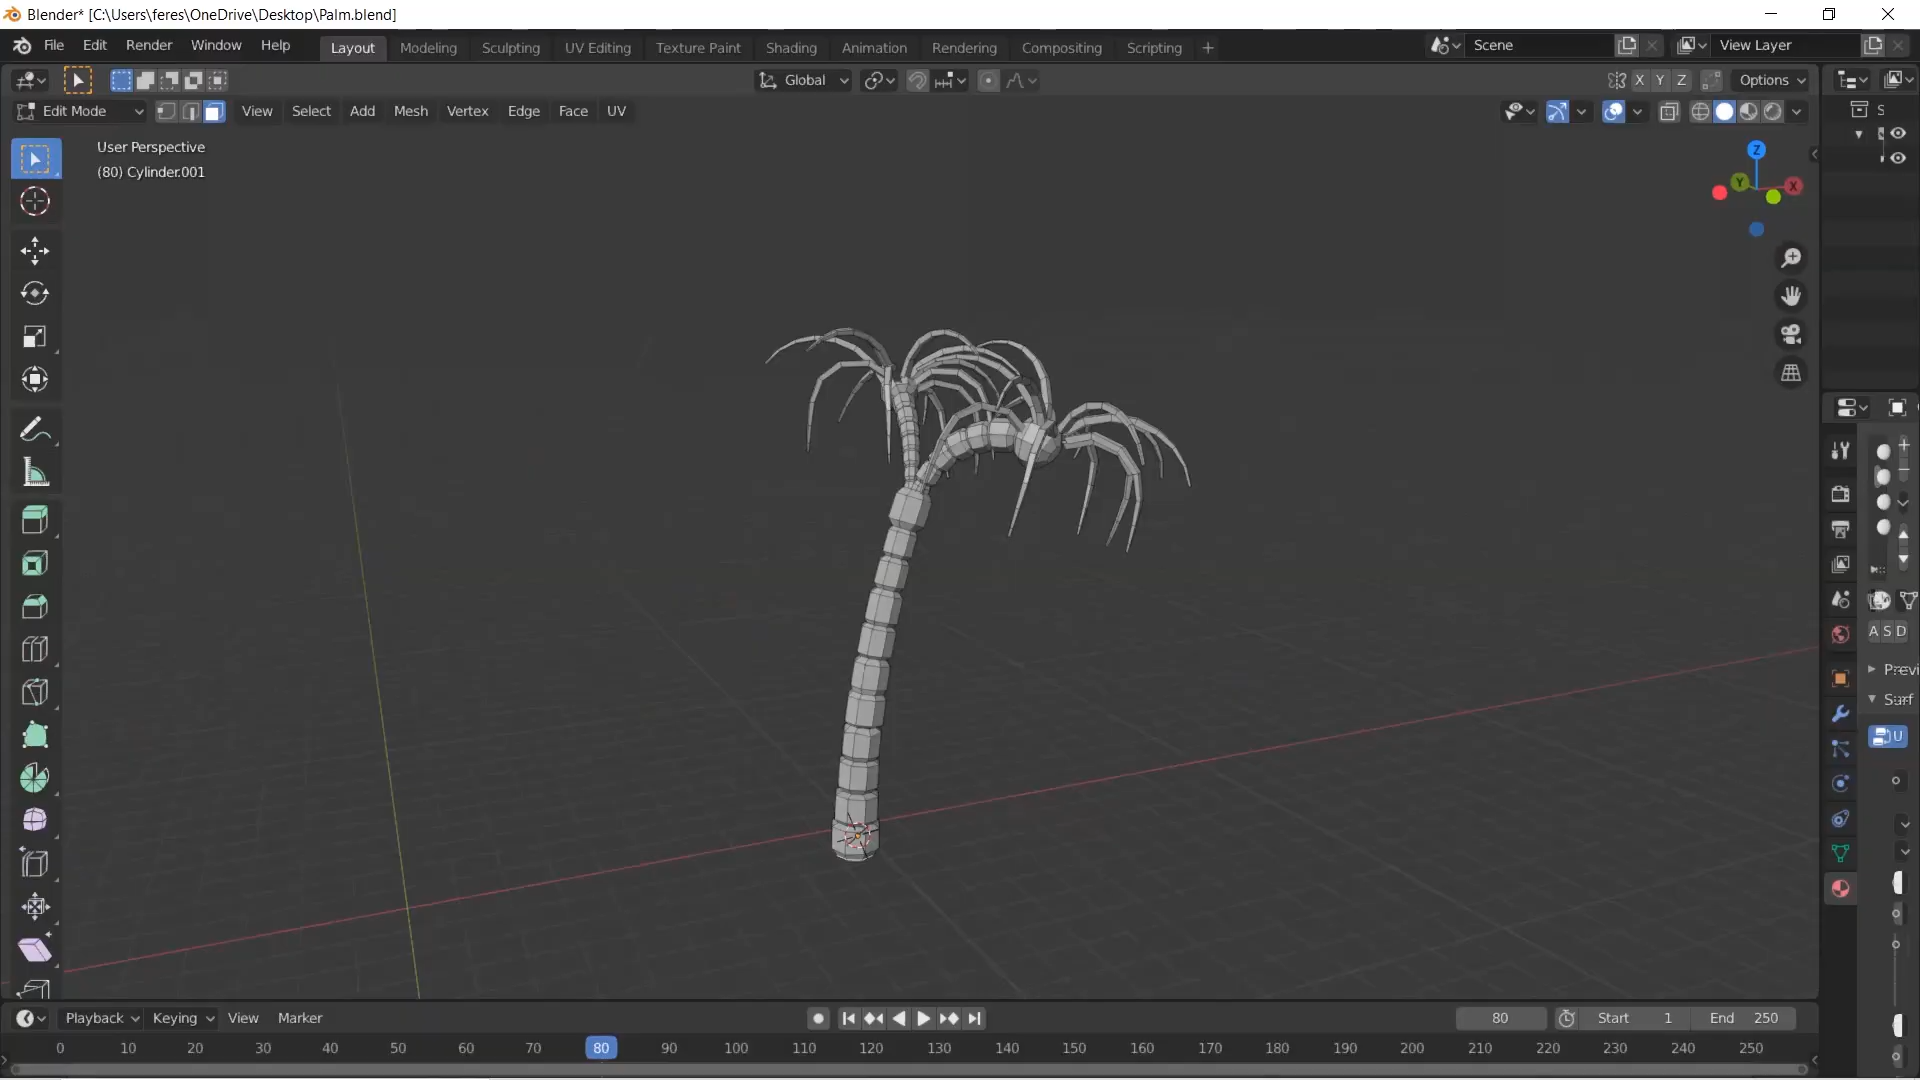 Blender* [C:\Users\feres\OneDrive\Desktop\Palm.blend]
File Edit Render Window Help Layout Modeling Sculpting UV Editing Texture Paint Shading Animation Rendering Compositing Scripting + Scene View Layer
Global X Y Z Options
Edit Mode View Select Add Mesh Vertex Edge Face UV S
User Perspective
(80) Cylinder.001
Z
Y X
A S D
Previ
Surf
U
Playback Keying View Marker 80 Start 1 End 250
0 10 20 30 40 50 60 70 80 90 100 110 120 130 140 150 160 170 180 190 200 210 220 230 240 250